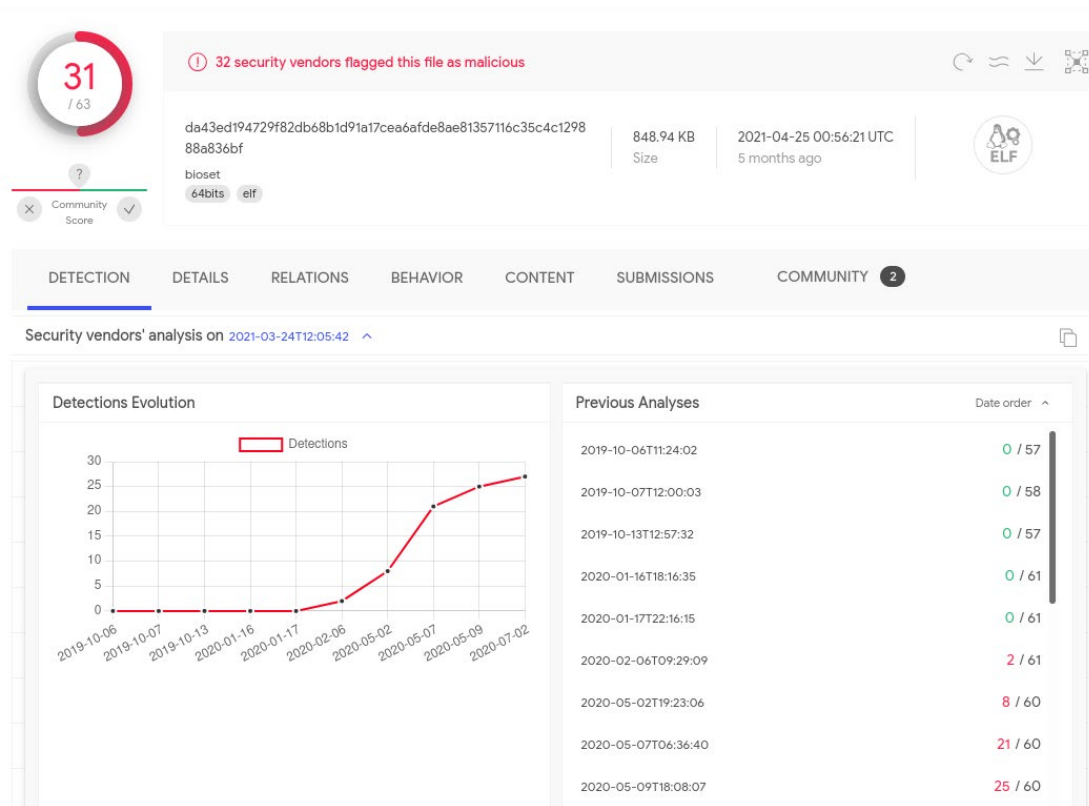 31
/ 63
?
Community
Score
32 security vendors flagged this file as malicious
da43ed194729f82db68b1d91a17cea6afde8ae81357116c35c4c1298
88a836bf
bioset
64bits elf
848.94 KB
Size
2021-04-25 00:56:21 UTC
5 months ago
ELF
DETECTION DETAILS RELATIONS BEHAVIOR CONTENT SUBMISSIONS COMMUNITY 2
Security vendors' analysis on 2021-03-24T12:05:42
Detections Evolution
Detections
30
25
20
15
10
5
0
2019-10-06 2019-10-07 2019-10-13 2020-01-16 2020-01-17 2020-02-06 2020-05-02 2020-05-07 2020-05-09 2020-07-02
Previous Analyses Date order
2019-10-06T11:24:02 0 / 57
2019-10-07T12:00:03 0 / 58
2019-10-13T12:57:32 0 / 57
2020-01-16T18:16:35 0 / 61
2020-01-17T22:16:15 0 / 61
2020-02-06T09:29:09 2 / 61
2020-05-02T19:23:06 8 / 60
2020-05-07T06:36:40 21 / 60
2020-05-09T18:08:07 25 / 60